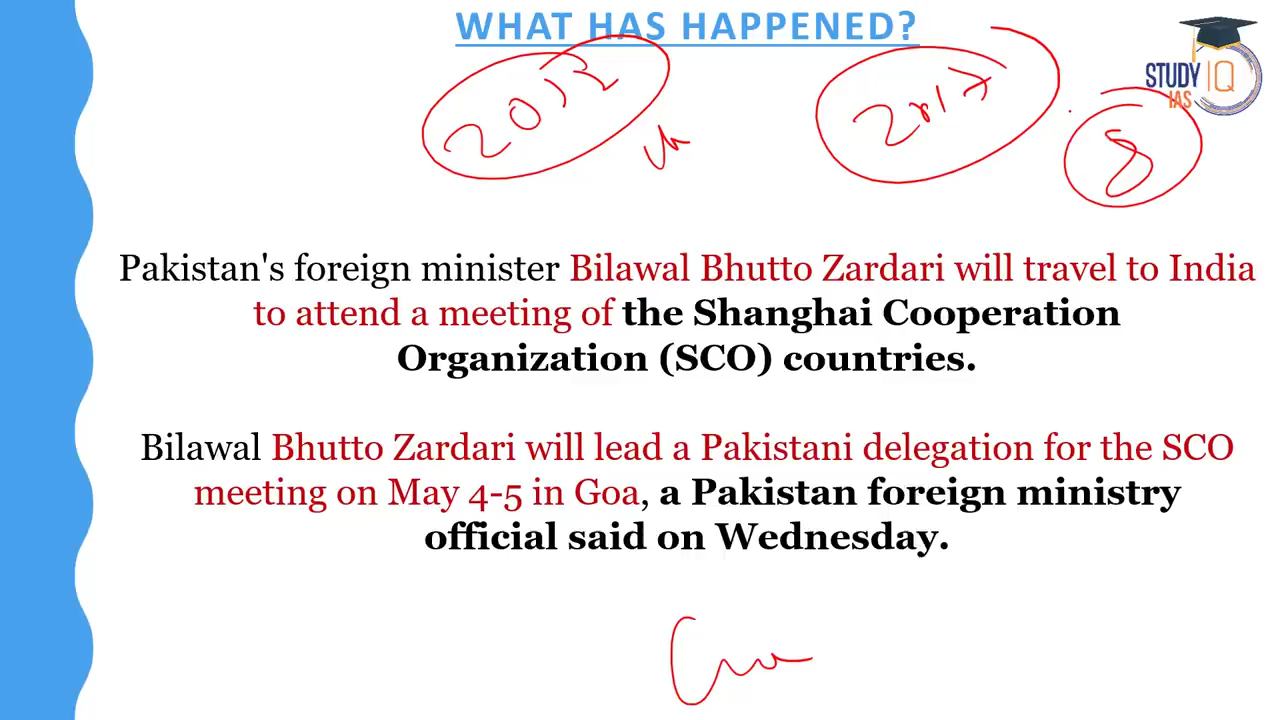 WHAT HAS HAPPENED?
STUDY IQ
IAS
2017
8
Pakistan's foreign minister Bilawal Bhutto Zardari will travel to India
to attend a meeting of the Shanghai Cooperation
Organization (SCO) countries.
Bilawal Bhutto Zardari will lead a Pakistani delegation for the SCO
meeting on May 4-5 in Goa, a Pakistan foreign ministry
official said on Wednesday.